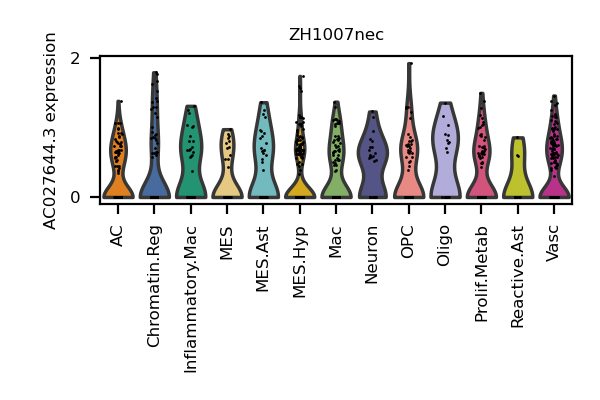 ZH1007nec
AC027644.3 expression
2
0
AC
Chromatin.Reg
Inflammatory.Mac
MES
MES.Ast
MES.Hyp
Mac
Neuron
OPC
Oligo
Prolif.Metab
Reactive.Ast
Vasc